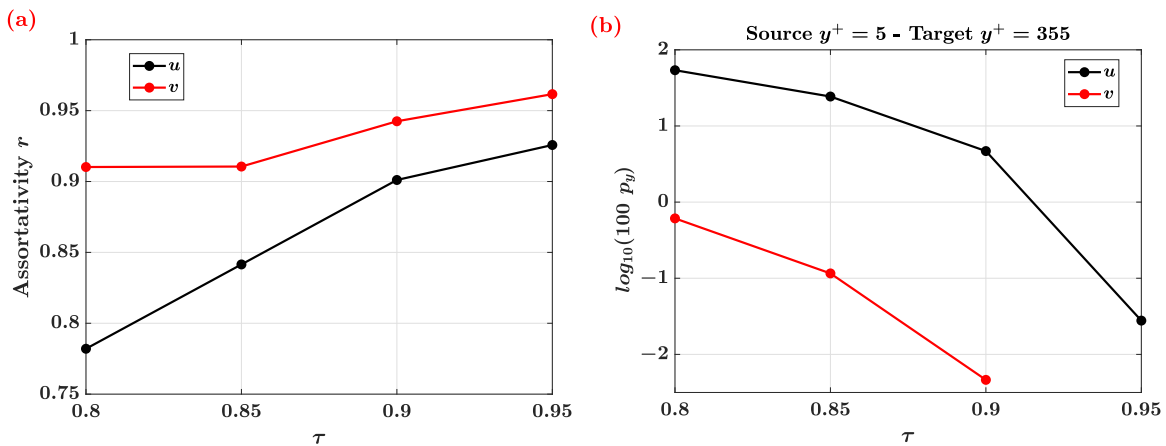 (a)
1
0.95
0.9
0.85
0.8
0.75
Assortativity r
u
v
0.8 0.85 0.9 0.95
τ
(b)
Source y⁺ = 5 - Target y⁺ = 355
2
1
0
−1
−2
log₁₀(100 p_y)
u
v
0.8 0.85 0.9 0.95
τ